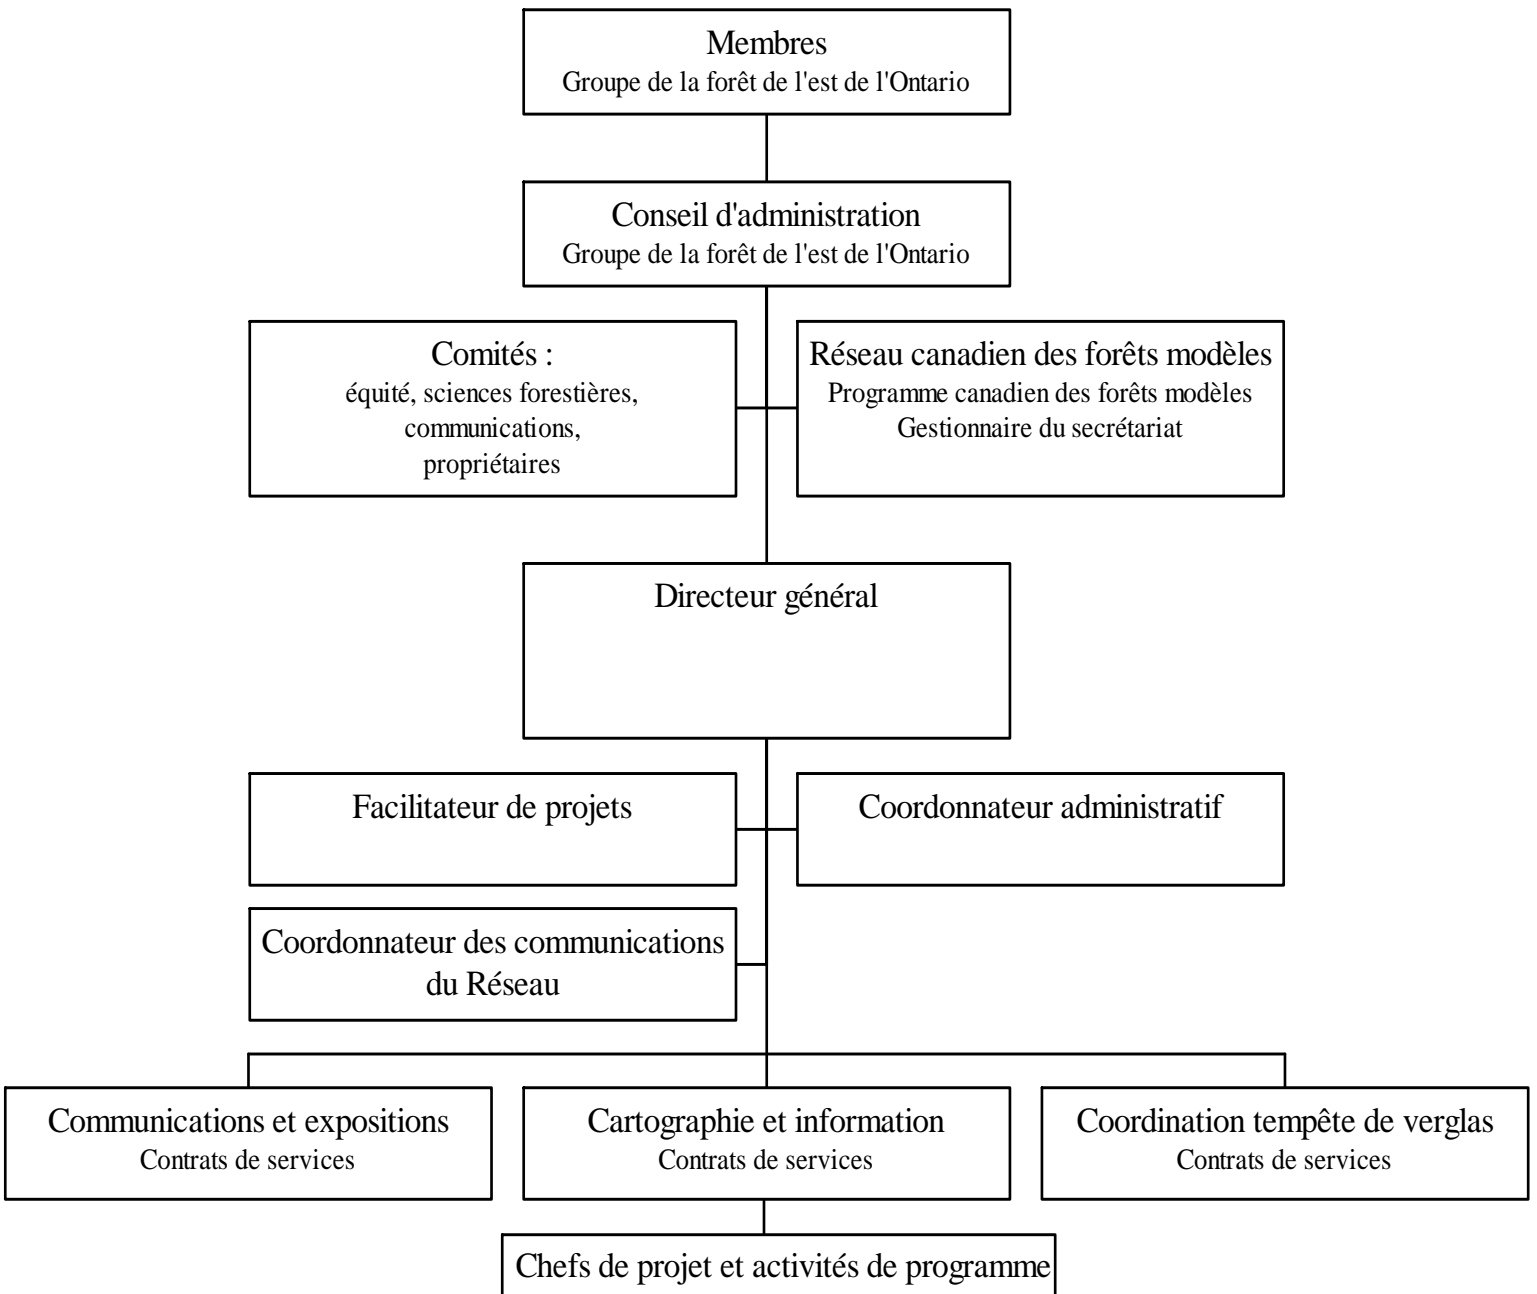 Membres
Groupe de la forêt de l'est de l'Ontario
Conseil d'administration
Groupe de la forêt de l'est de l'Ontario
Comités :
équité, sciences forestières,
communications,
propriétaires
Réseau canadien des forêts modèles
Programme canadien des forêts modèles
Gestionnaire du secrétariat
Directeur général
Facilitateur de projets
Coordonnateur administratif
Coordonnateur des communications
du Réseau
Communications et expositions
Contrats de services
Cartographie et information
Contrats de services
Coordination tempête de verglas
Contrats de services
Chefs de projet et activités de programme